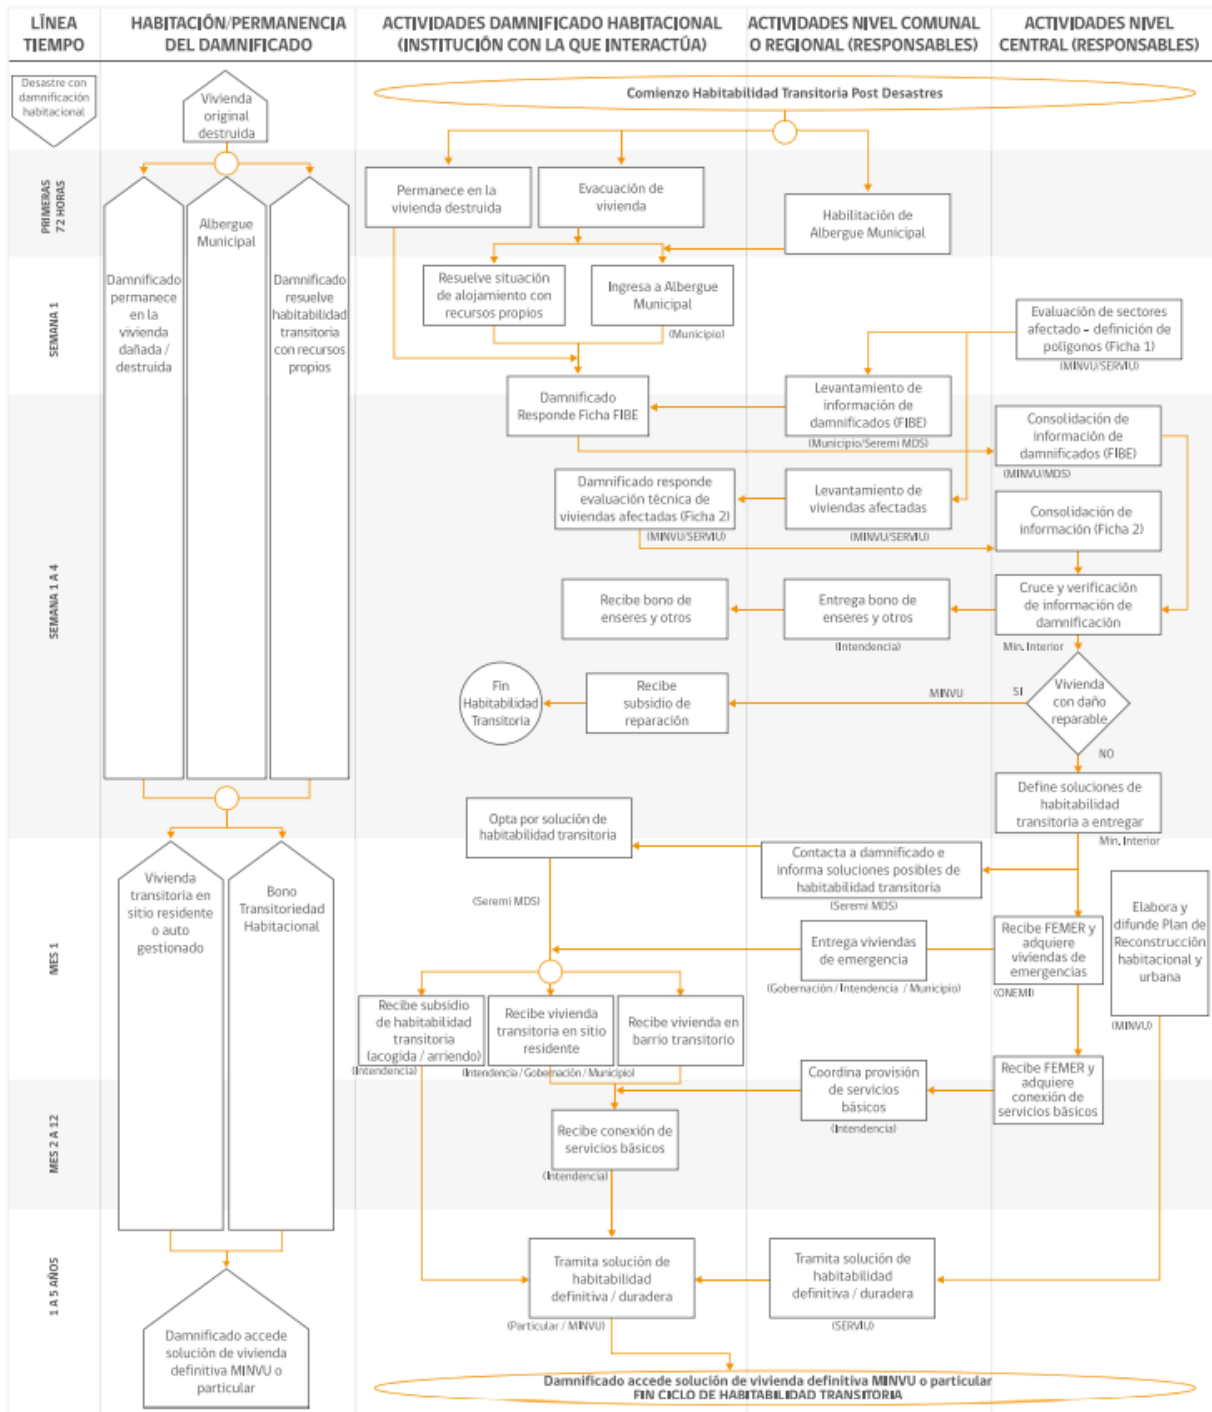 LÍNEA
TIEMPO
HABITACIÓN/PERMANENCIA
DEL DAMNIFICADO
ACTIVIDADES DAMNIFICADO HABITACIONAL
(INSTITUCIÓN CON LA QUE INTERACTÚA)
ACTIVIDADES NIVEL COMUNAL
O REGIONAL (RESPONSABLES)
ACTIVIDADES NIVEL
CENTRAL (RESPONSABLES)
Desastre con
damnificación
habitacional
Vivienda
original
destruida
Comienzo Habitabilidad Transitoria Post Desastres
PRIMERAS
72 HORAS
Albergue
Municipal
Permanece en la
vivienda destruida
Evacuación de
vivienda
Habilitación de
Albergue Municipal
SEMANA 1
Damnificado
permanece
en la
vivienda
dañada /
destruida
Damnificado
resuelve
habitabilidad
transitoria
con recursos
propios
Resuelve situación
de alojamiento con
recursos propios
Ingresa a Albergue
Municipal
(Municipio)
Evaluación de sectores
afectado - definición de
polígonos (Ficha 1)
(MINVU/SERVIU)
SEMANA 1 A 4
Damnificado
Responde Ficha FIBE
Levantamiento de
información de
damnificados (FIBE)
(Municipio/Seremi MDS)
Consolidación de
información de
damnificados (FIBE)
(MINVU/MDS)
Damnificado responde
evaluación técnica de
viviendas afectadas (Ficha 2)
(MINVU/SERVIU)
Levantamiento de
viviendas afectadas
(MINVU/SERVIU)
Consolidación de
información (Ficha 2)
Recibe bono de
enseres y otros
Entrega bono de
enseres y otros
(Intendencia)
Cruce y verificación
de información de
damnificación
Min. Interior
Fin
Habitabilidad
Transitoria
Recibe
subsidio de
reparación
MINVU
SI
Vivienda
con daño
reparable
NO
Define soluciones de
habitabilidad
transitoria a entregar
Min. Interior
Opta por solución de
habitabilidad transitoria
(Seremi MDS)
MES 1
Vivienda
transitoria en
sitio residente
o auto
gestionado
Bono
Transitoriedad
Habitacional
Contacta a damnificado e
informa soluciones posibles de
habitabilidad transitoria
(Seremi MDS)
Elabora y
difunde Plan de
Reconstrucción
habitacional y
urbana
(MINVU)
Entrega viviendas
de emergencia
(Gobernación / Intendencia / Municipio)
Recibe FEMER y
adquiere
viviendas de
emergencias
(ONEMI)
Recibe subsidio
de habitabilidad
transitoria
(acogida / arriendo)
(Intendencia)
Recibe vivienda
transitoria en sitio
residente
(Intendencia / Gobernación / Municipio)
Recibe vivienda en
barrio transitorio
MES 2 A 12
Coordina provisión
de servicios
básicos
(Intendencia)
Recibe FEMER y
adquiere
conexión de
servicios básicos
Recibe conexión de
servicios básicos
(Intendencia)
1 A 5 AÑOS
Tramita solución de
habitabilidad
definitiva / duradera
(Particular / MINVU)
Tramita solución de
habitabilidad
definitiva / duradera
(SERVIU)
Damnificado accede
solución de vivienda
definitiva MINVU o
particular
Damnificado accede solución de vivienda definitiva MINVU o particular
FIN CICLO DE HABITABILIDAD TRANSITORIA